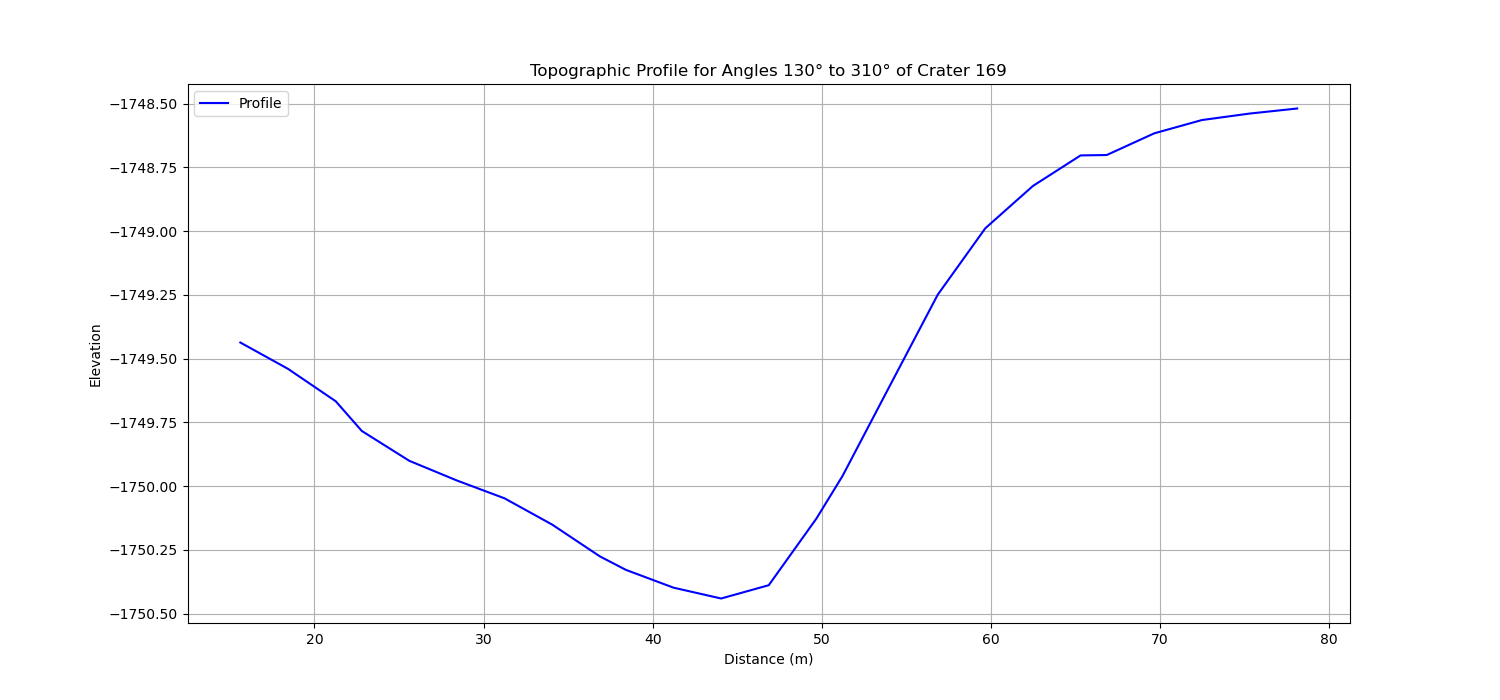 Topographic Profile for Angles 130° to 310° of Crater 169
Profile
−1748.50
−1748.75
−1749.00
−1749.25
−1749.50
−1749.75
−1750.00
−1750.25
−1750.50
Elevation
20 30 40 50 60 70 80
Distance (m)